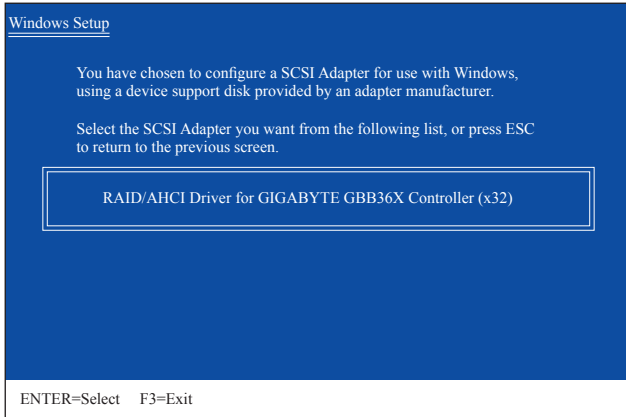 Windows Setup
You have chosen to configure a SCSI Adapter for use with Windows,
using a device support disk provided by an adapter manufacturer.
Select the SCSI Adapter you want from the following list, or press ESC
to return to the previous screen.
RAID/AHCI Driver for GIGABYTE GBB36X Controller (x32)
ENTER=Select F3=Exit